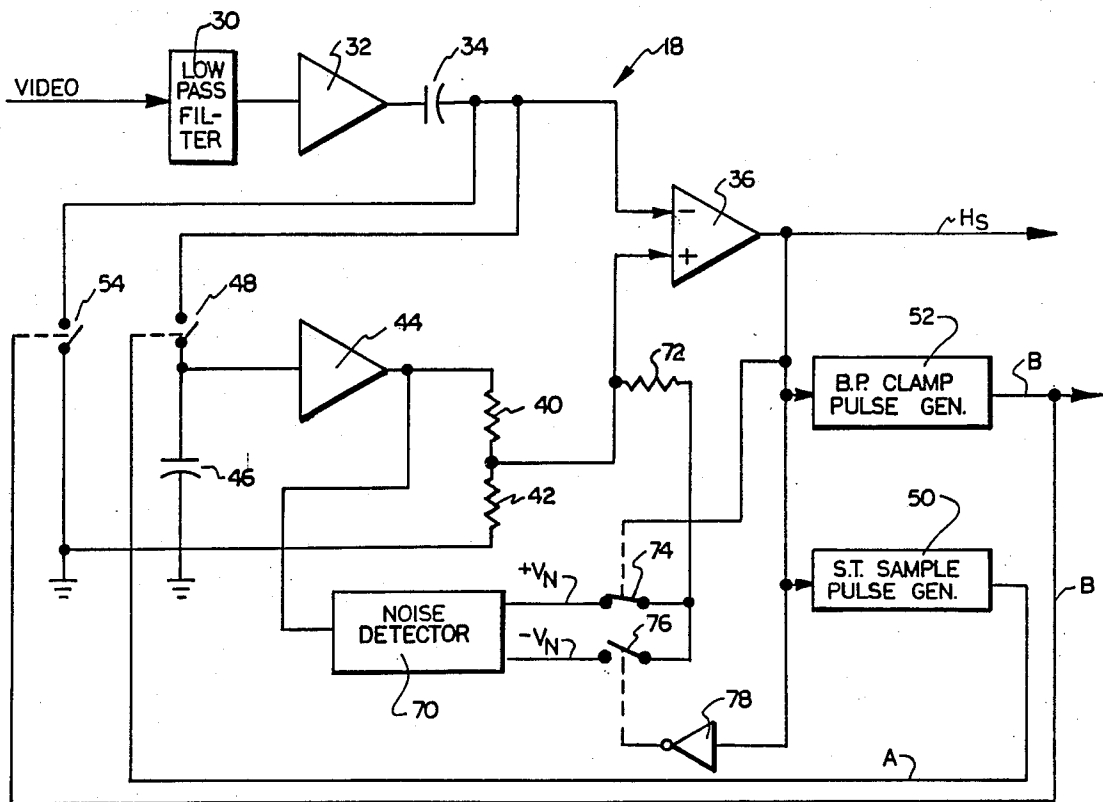 30
32
34
18
VIDEO
LOW
PASS
FIL-
TER
36
−
+
HS
54
48
44
72
52
B.P. CLAMP
PULSE GEN.
B
40
46
42
50
S.T. SAMPLE
PULSE GEN.
B
+VN
74
NOISE
DETECTOR
−VN
76
70
78
A